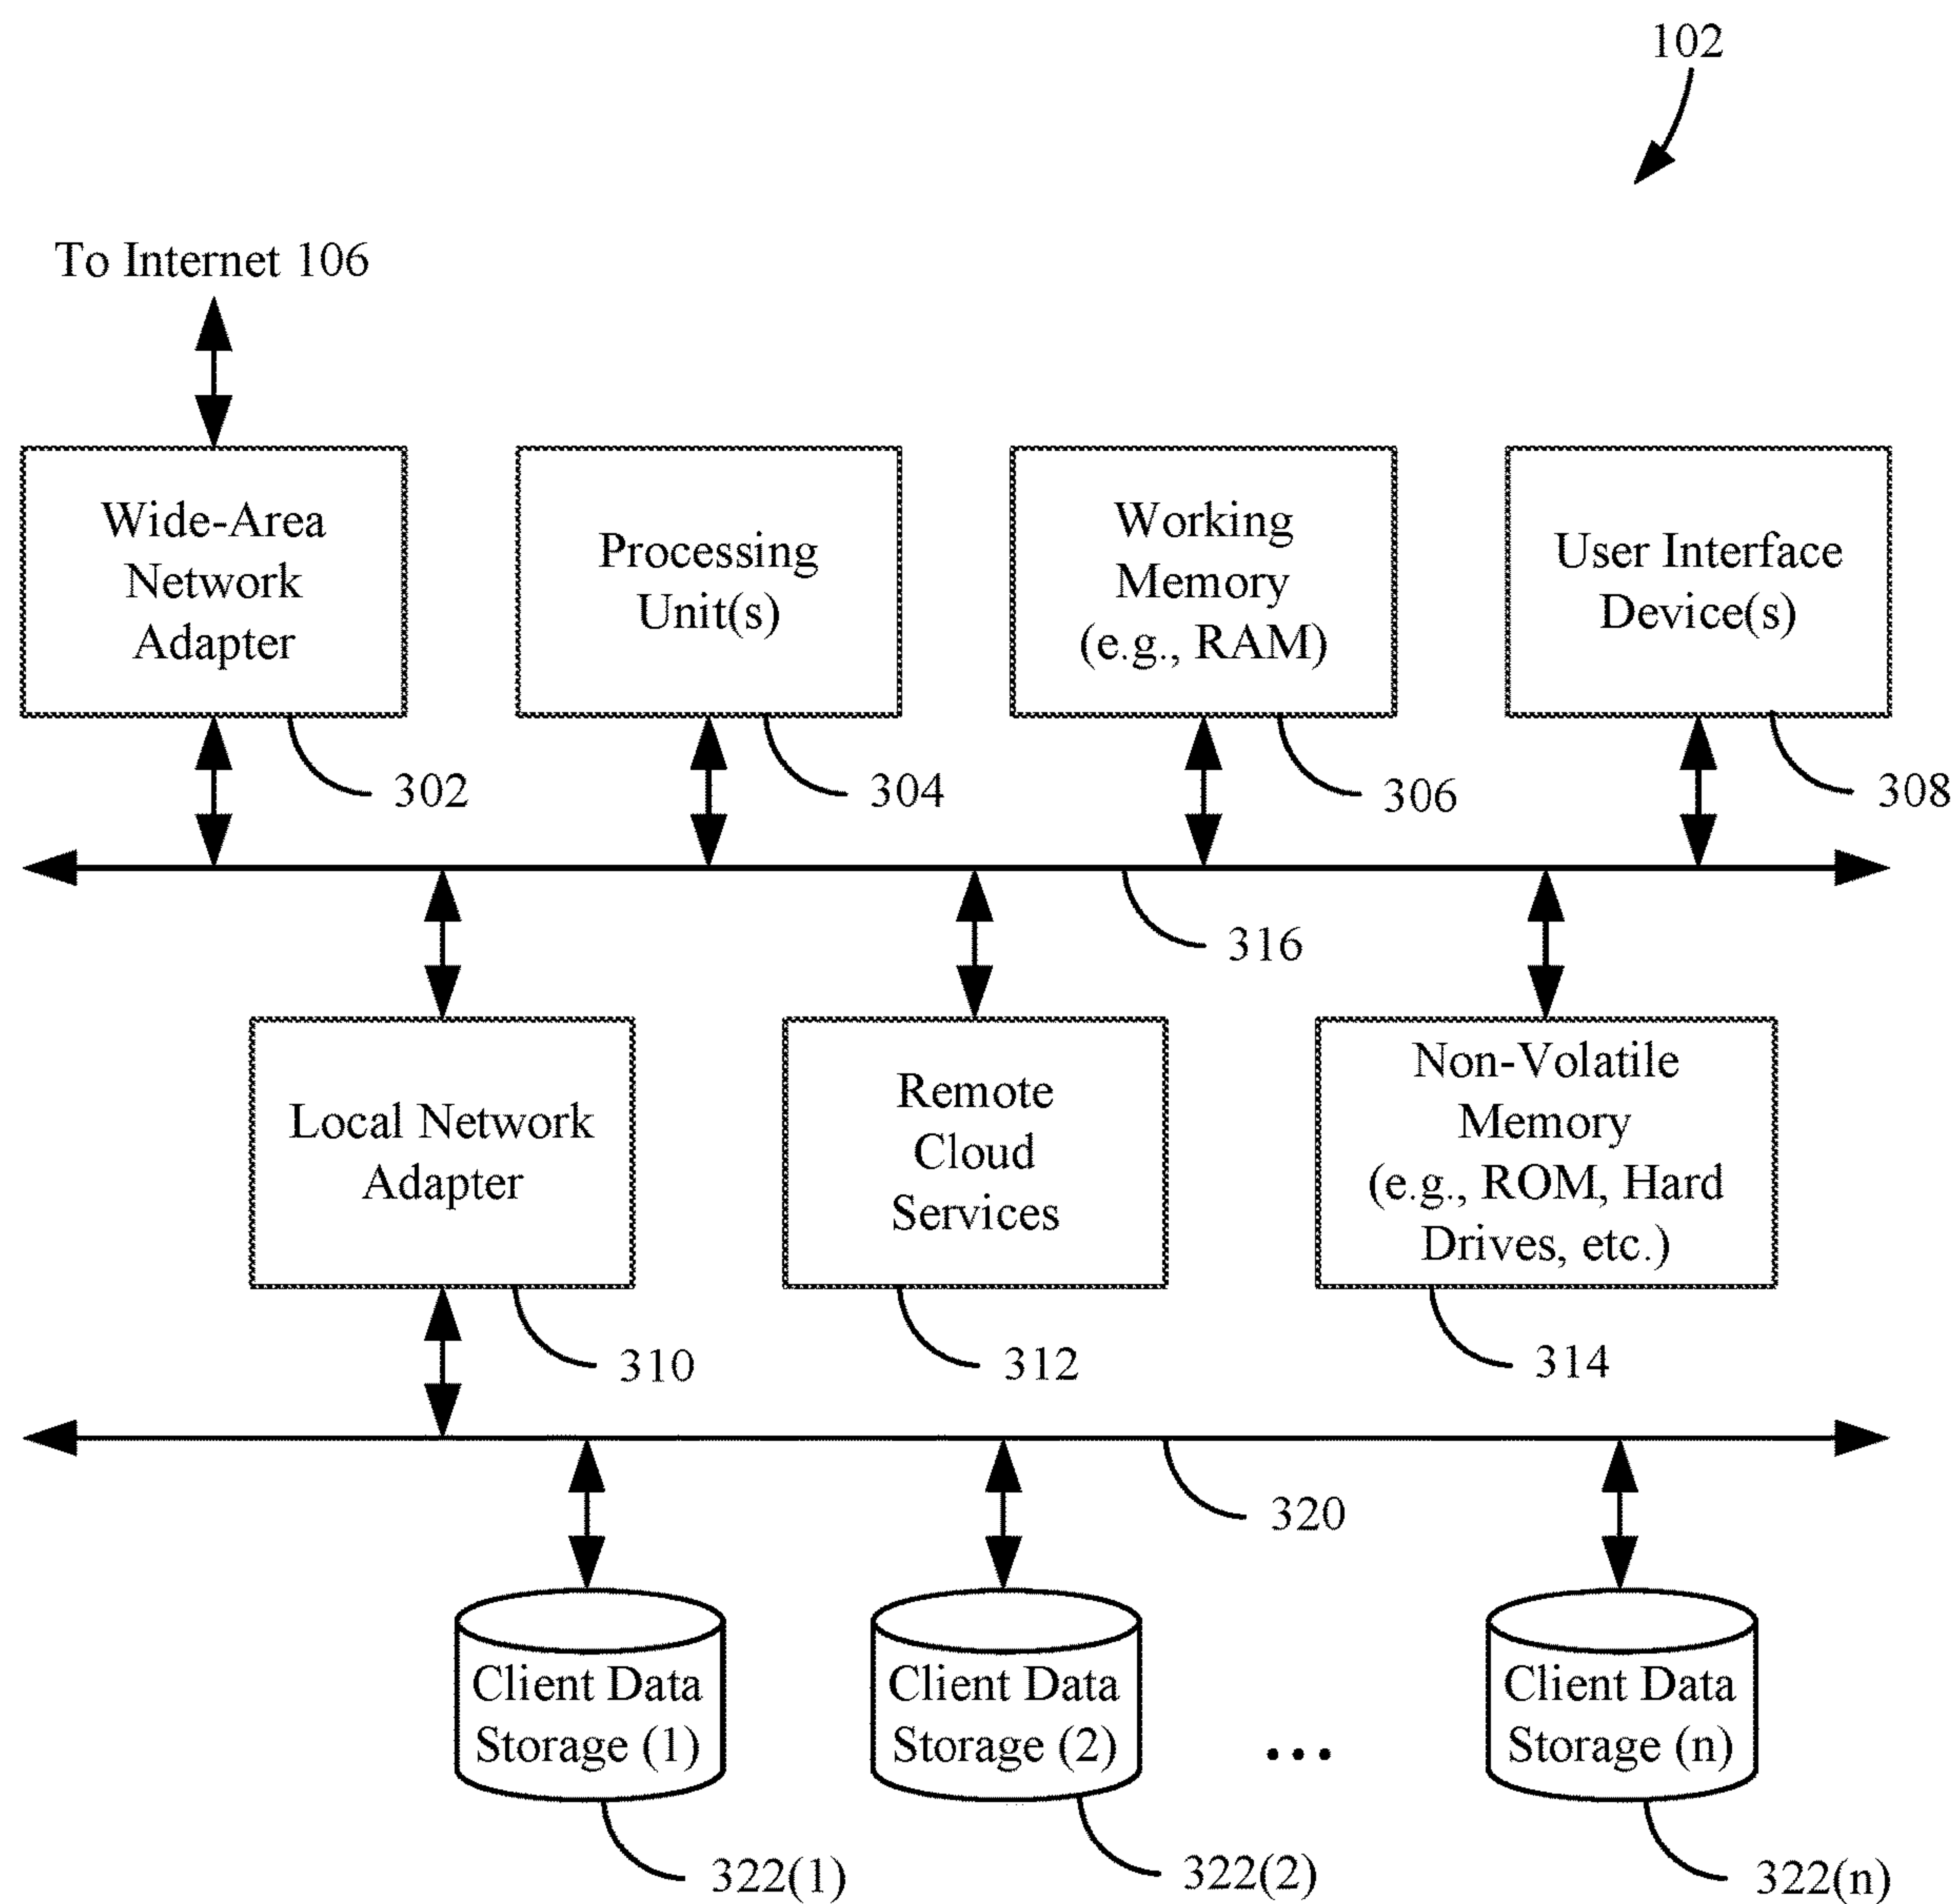 102
To Internet 106
Wide-Area
Network
Adapter
Processing
Unit(s)
Working
Memory
(e.g., RAM)
User Interface
Device(s)
302
304
306
308
316
Local Network
Adapter
Remote
Cloud
Services
Non-Volatile
Memory
(e.g., ROM, Hard
Drives, etc.)
310
312
314
320
Client Data
Storage (1)
Client Data
Storage (2)
...
Client Data
Storage (n)
322(1)
322(2)
322(n)